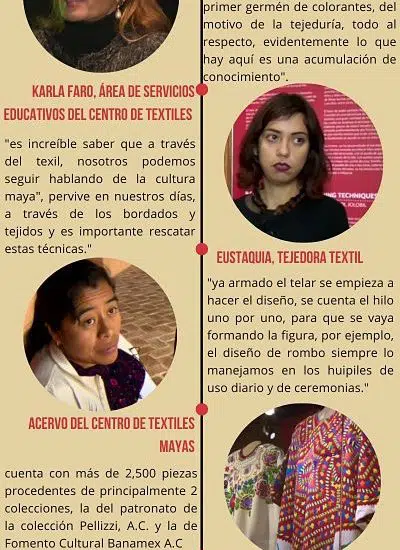 primer germén de colorantes, del
motivo de la tejeduría, todo al
respecto, evidentemente lo que
hay aquí es una acumulación de
conocimiento".
KARLA FARO, ÁREA DE SERVICIOS
EDUCATIVOS DEL CENTRO DE TEXTILES
"es increíble saber que a través
del texil, nosotros podemos
seguir hablando de la cultura
maya", pervive en nuestros días,
a través de los bordados y
tejidos y es importante rescatar
estas técnicas."
NG TECHNIQUES
JOLOBIL
EUSTAQUIA, TEJEDORA TEXTIL
"ya armado el telar se empieza a
hacer el diseño, se cuenta el hilo
uno por uno, para que se vaya
formando la figura, por ejemplo,
el diseño de rombo siempre lo
manejamos en los huipiles de
uso diario y de ceremonias."
ACERVO DEL CENTRO DE TEXTILES
MAYAS
cuenta con más de 2,500 piezas
procedentes de principalmente 2
colecciones, la del patronato de
la colección Pellizzi, A.C. y la de
Fomento Cultural Banamex A.C